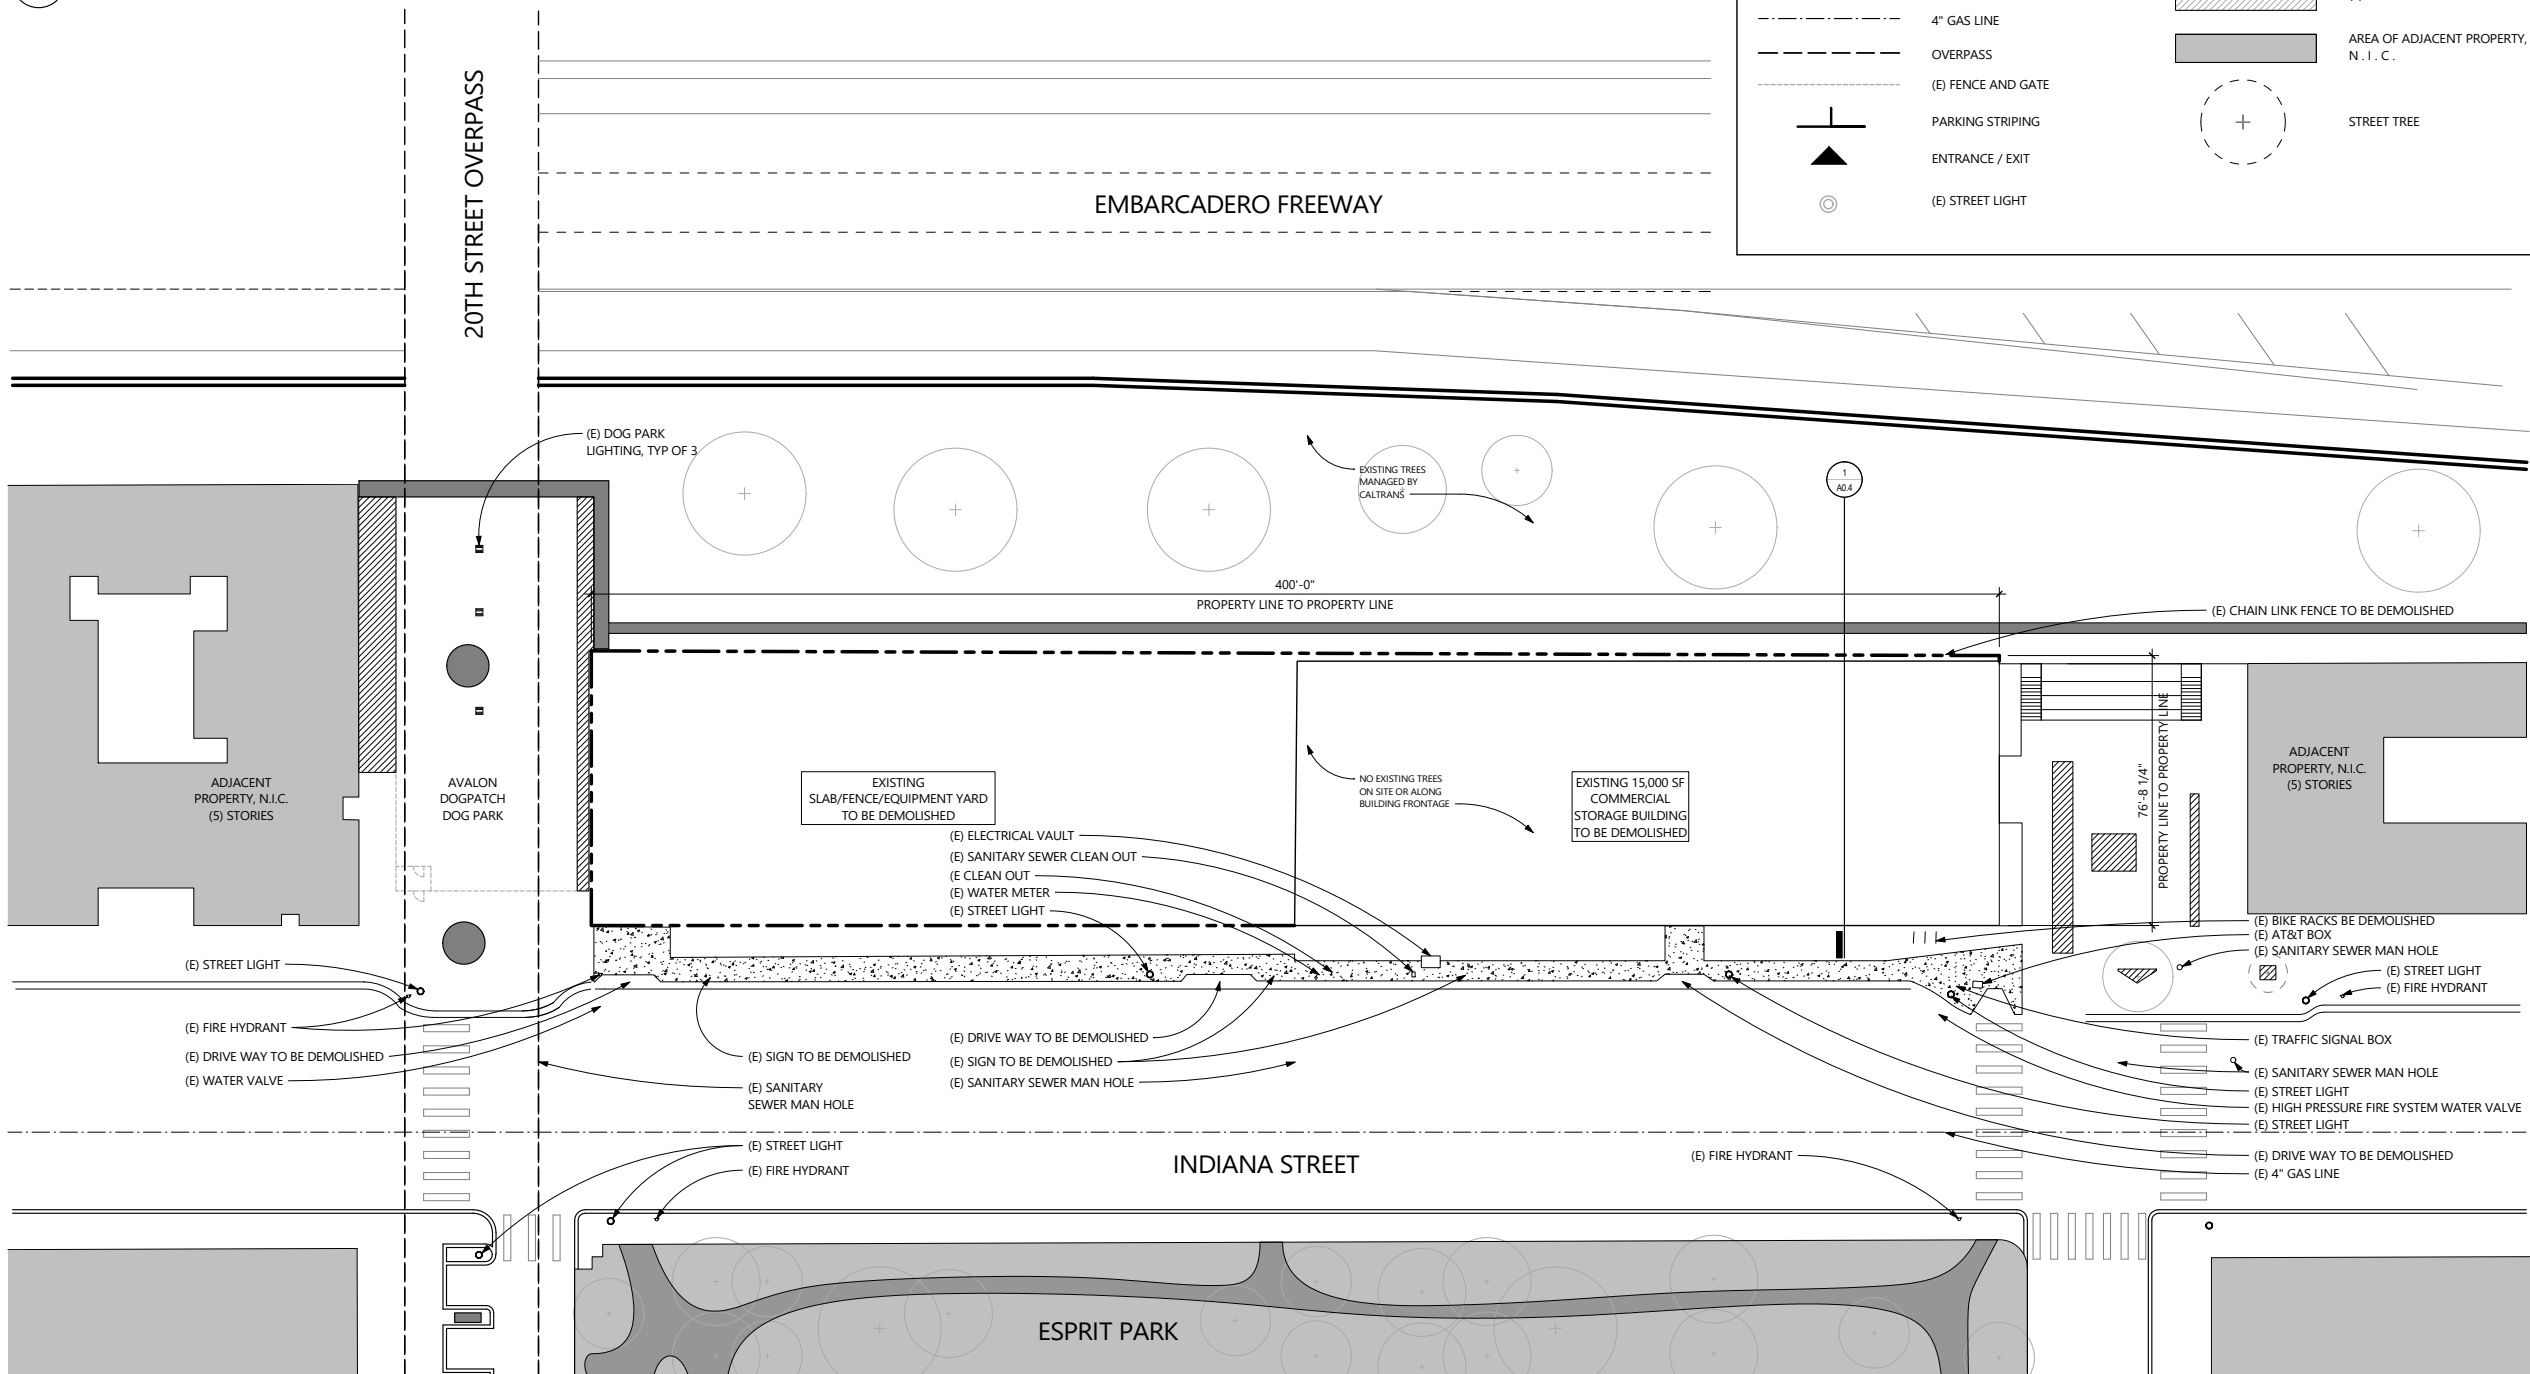 4" GAS LINE
OVERPASS
(E) FENCE AND GATE
PARKING STRIPING
ENTRANCE / EXIT
(E) STREET LIGHT
AREA OF ADJACENT PROPERTY,
N.I.C.
STREET TREE
20TH STREET OVERPASS
EMBARCADERO FREEWAY
(E) DOG PARK
LIGHTING, TYP OF 3
EXISTING TREES
MANAGED BY
CALTRANS
1
A0.4
400'-0"
PROPERTY LINE TO PROPERTY LINE
(E) CHAIN LINK FENCE TO BE DEMOLISHED
ADJACENT
PROPERTY, N.I.C.
(5) STORIES
AVALON
DOGPATCH
DOG PARK
EXISTING
SLAB/FENCE/EQUIPMENT YARD
TO BE DEMOLISHED
NO EXISTING TREES
ON SITE OR ALONG
BUILDING FRONTAGE
EXISTING 15,000 SF
COMMERCIAL
STORAGE BUILDING
TO BE DEMOLISHED
76'-8 1/4"
PROPERTY LINE TO PROPERTY LINE
ADJACENT
PROPERTY, N.I.C.
(5) STORIES
(E) ELECTRICAL VAULT
(E) SANITARY SEWER CLEAN OUT
(E CLEAN OUT
(E) WATER METER
(E) STREET LIGHT
(E) BIKE RACKS BE DEMOLISHED
(E) AT&T BOX
(E) SANITARY SEWER MAN HOLE
(E) STREET LIGHT
(E) FIRE HYDRANT
(E) STREET LIGHT
(E) FIRE HYDRANT
(E) DRIVE WAY TO BE DEMOLISHED
(E) WATER VALVE
(E) SIGN TO BE DEMOLISHED
(E) SANITARY
SEWER MAN HOLE
(E) DRIVE WAY TO BE DEMOLISHED
(E) SIGN TO BE DEMOLISHED
(E) SANITARY SEWER MAN HOLE
(E) TRAFFIC SIGNAL BOX
(E) SANITARY SEWER MAN HOLE
(E) STREET LIGHT
(E) HIGH PRESSURE FIRE SYSTEM WATER VALVE
(E) STREET LIGHT
(E) DRIVE WAY TO BE DEMOLISHED
(E) 4" GAS LINE
(E) STREET LIGHT
(E) FIRE HYDRANT
INDIANA STREET
(E) FIRE HYDRANT
ESPRIT PARK